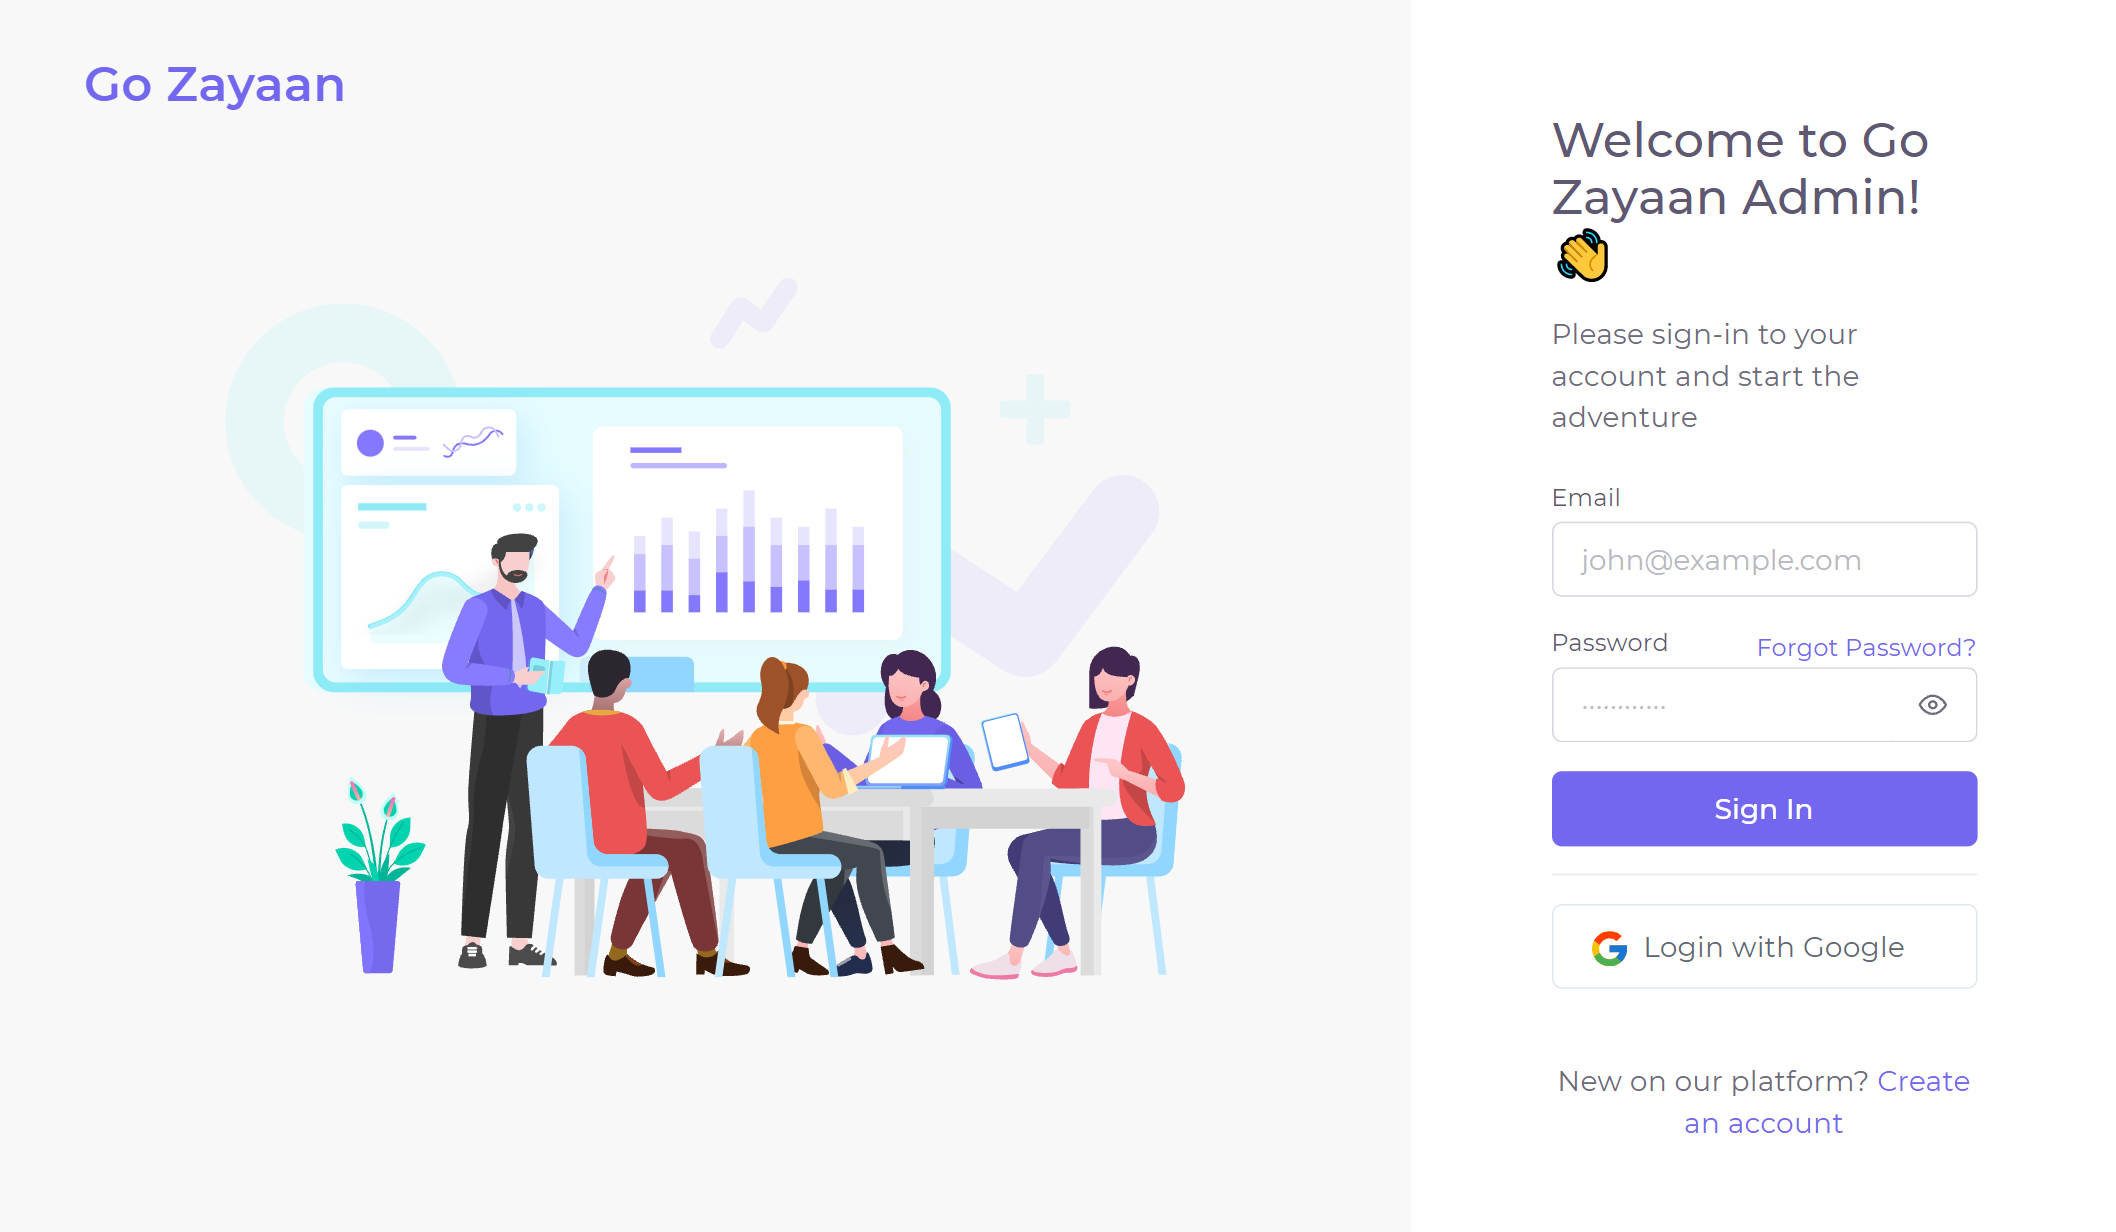 Go Zayaan
Welcome to Go
Zayaan Admin!
👋
Please sign-in to your
account and start the
adventure
Email
john@example.com
Password
Forgot Password?
............
Sign In
Login with Google
New on our platform? Create
an account